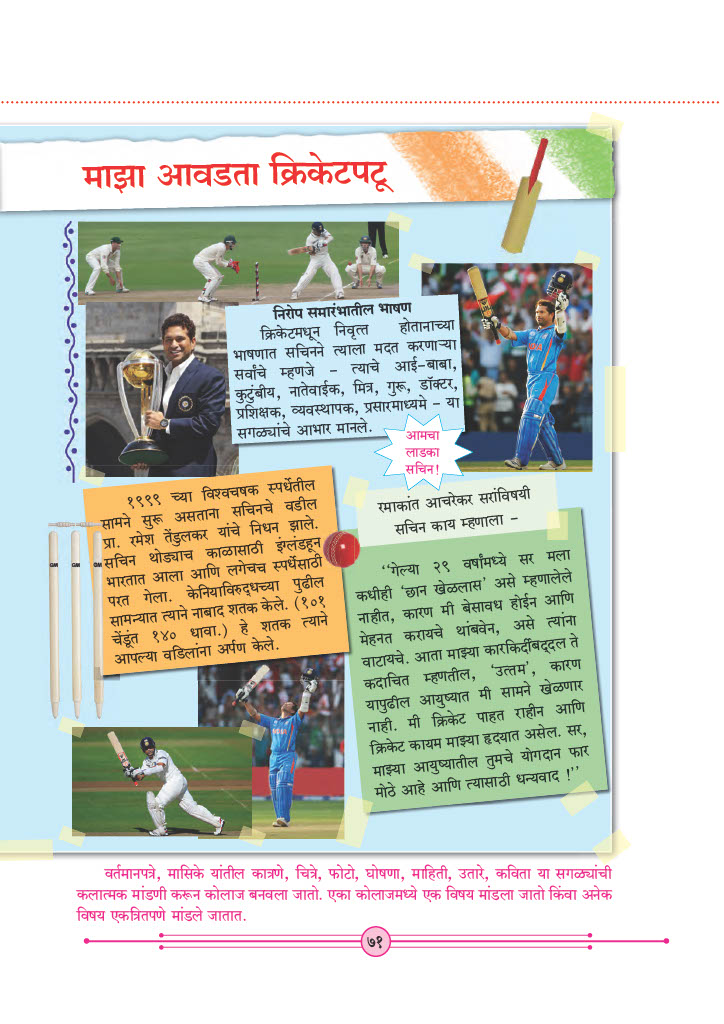 माझा आवडता क्रिकेटपटू
निरोप समारंभातील भाषण
क्रिकेटमधून निवृत्त होतानाच्या
भाषणात सचिनने त्याला मदत करणाऱ्या
सर्वांचे म्हणजे – त्याचे आई-बाबा,
कुटुंबीय, नातेवाईक, मित्र, गुरू, डॉक्टर,
प्रशिक्षक, व्यवस्थापक, प्रसारमाध्यमे – या
सगळ्यांचे आभार मानले.
आमचा
लाडका
सचिन!
१९९९ च्या विश्वचषक स्पर्धेतील
सामने सुरू असताना सचिनचे वडील
प्रा. रमेश तेंडुलकर यांचे निधन झाले.
सचिन थोड्याच काळासाठी इंग्लंडहून
भारतात आला आणि लगेचच स्पर्धेसाठी
परत गेला. केनियाविरुद्धच्या पुढील
सामन्यात त्याने नाबाद शतक केले. (१०१
चेंडूंत १४० धावा.) हे शतक त्याने
आपल्या वडिलांना अर्पण केले.
GM GM GM
रमाकांत आचरेकर सरांविषयी
सचिन काय म्हणाला –
‘‘गेल्या २९ वर्षांमध्ये सर मला
कधीही ‘छान खेळलास’ असे म्हणालेले
नाहीत, कारण मी बेसावध होईन आणि
मेहनत करायचे थांबवेन, असे त्यांना
वाटायचे. आता माझ्या कारकिर्दीबद्दल ते
कदाचित म्हणतील, ‘उत्तम’, कारण
यापुढील आयुष्यात मी सामने खेळणार
नाही. मी क्रिकेट पाहत राहीन आणि
क्रिकेट कायम माझ्या हृदयात असेल. सर,
माझ्या आयुष्यातील तुमचे योगदान फार
मोठे आहे आणि त्यासाठी धन्यवाद !’’
वर्तमानपत्रे, मासिके यांतील कात्रणे, चित्रे, फोटो, घोषणा, माहिती, उतारे, कविता या सगळ्यांची
कलात्मक मांडणी करून कोलाज बनवला जातो. एका कोलाजमध्ये एक विषय मांडला जातो किंवा अनेक
विषय एकत्रितपणे मांडले जातात.
७१